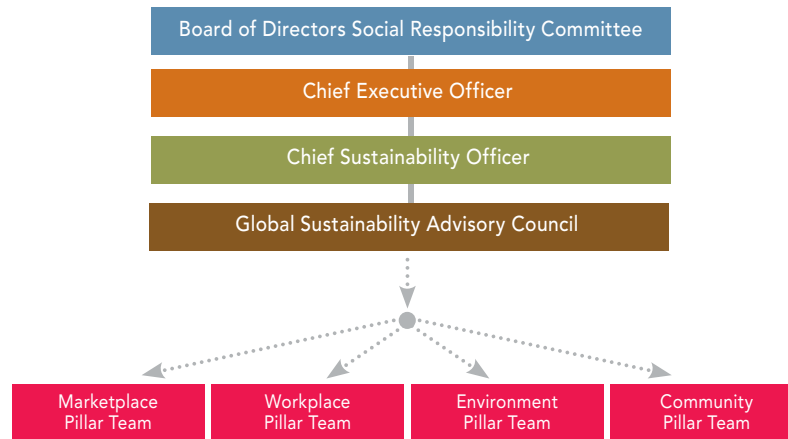 Board of Directors Social Responsibility Committee
Chief Executive Officer
Chief Sustainability Officer
Global Sustainability Advisory Council
Marketplace
Pillar Team
Workplace
Pillar Team
Environment
Pillar Team
Community
Pillar Team